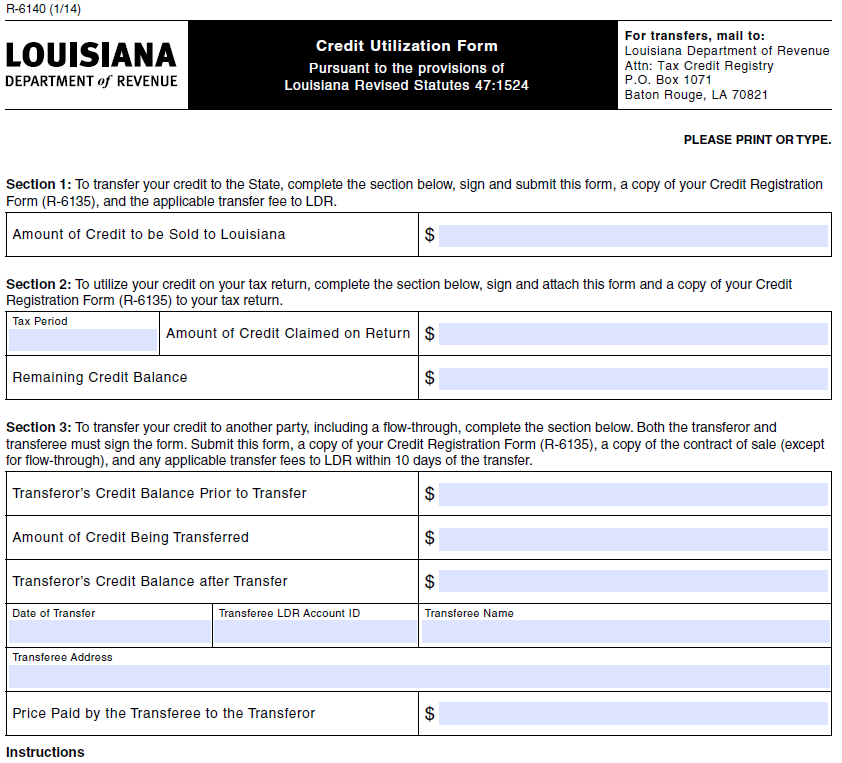 R-6140 (1/14)
LOUISIANA
DEPARTMENT of REVENUE
Credit Utilization Form
Pursuant to the provisions of
Louisiana Revised Statutes 47:1524
For transfers, mail to:
Louisiana Department of Revenue
Attn: Tax Credit Registry
P.O. Box 1071
Baton Rouge, LA 70821
PLEASE PRINT OR TYPE.
Section 1: To transfer your credit to the State, complete the section below, sign and submit this form, a copy of your Credit Registration
Form (R-6135), and the applicable transfer fee to LDR.
Amount of Credit to be Sold to Louisiana $
Section 2: To utilize your credit on your tax return, complete the section below, sign and attach this form and a copy of your Credit
Registration Form (R-6135) to your tax return.
Tax Period
Amount of Credit Claimed on Return $
Remaining Credit Balance $
Section 3: To transfer your credit to another party, including a flow-through, complete the section below. Both the transferor and
transferee must sign the form. Submit this form, a copy of your Credit Registration Form (R-6135), a copy of the contract of sale (except
for flow-through), and any applicable transfer fees to LDR within 10 days of the transfer.
Transferor's Credit Balance Prior to Transfer $
Amount of Credit Being Transferred $
Transferor's Credit Balance after Transfer $
Date of Transfer Transferee LDR Account ID Transferee Name
Transferee Address
Price Paid by the Transferee to the Transferor $
Instructions